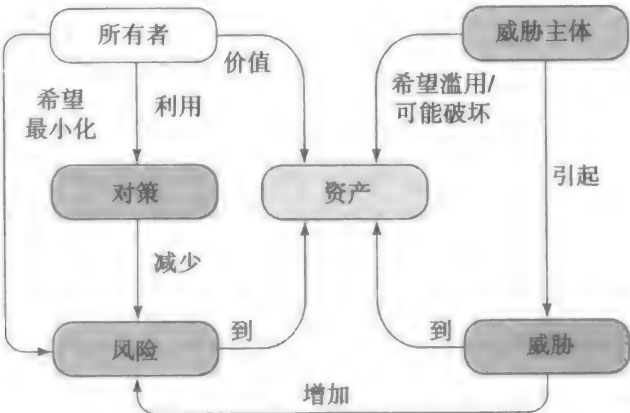 所有者
威胁主体
价值
希望
最小化
利用
希望滥用/
可能破坏
对策
资产
引起
减少
风险
到
到
威胁
增加